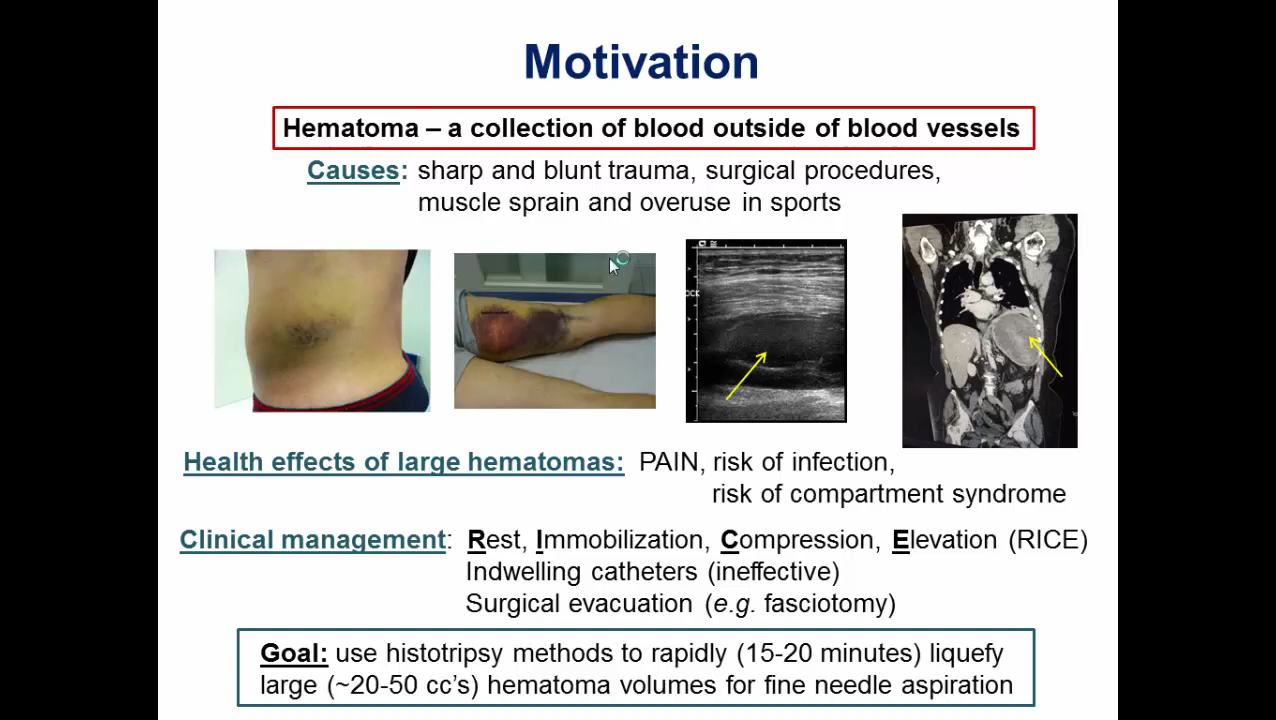 Motivation
Hematoma – a collection of blood outside of blood vessels
Causes: sharp and blunt trauma, surgical procedures,
muscle sprain and overuse in sports
Health effects of large hematomas: PAIN, risk of infection,
risk of compartment syndrome
Clinical management: Rest, Immobilization, Compression, Elevation (RICE)
Indwelling catheters (ineffective)
Surgical evacuation (e.g. fasciotomy)
Goal: use histotripsy methods to rapidly (15-20 minutes) liquefy
large (~20-50 cc's) hematoma volumes for fine needle aspiration